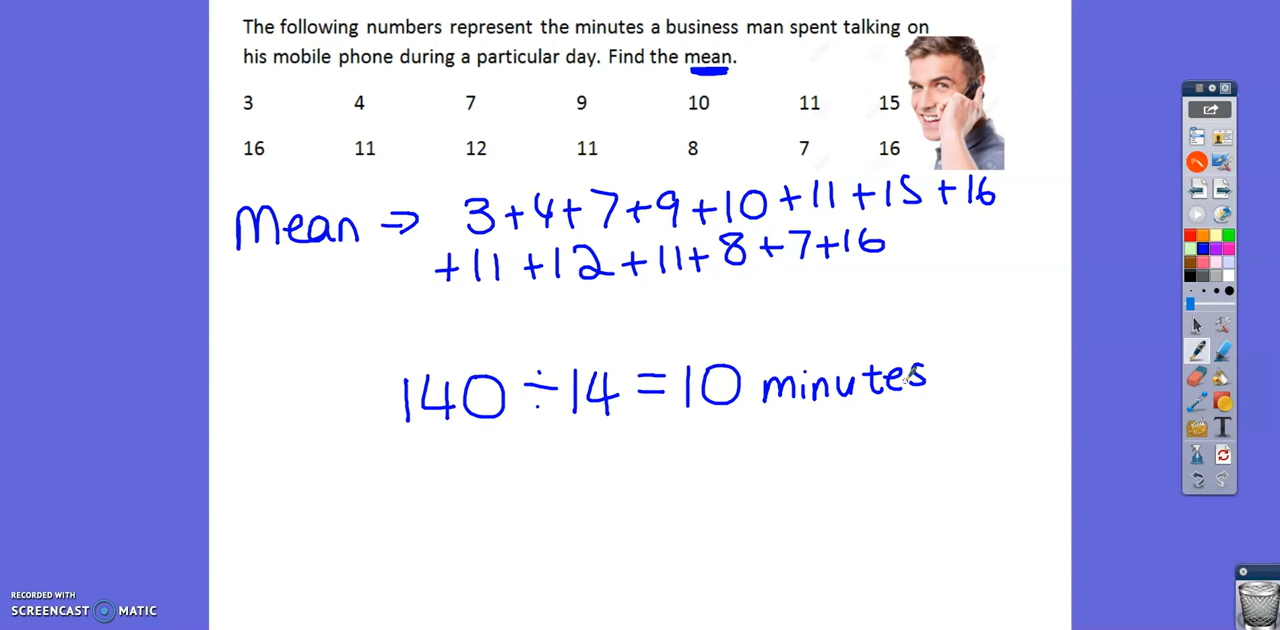 The following numbers represent the minutes a business man spent talking on
his mobile phone during a particular day. Find the mean.
3 4 7 9 10 11 15
16 11 12 11 8 7 16
Mean ⇒ 3+4+7+9+10+11+15+16
+11+12+11+8+7+16
140 ÷ 14 = 10 minutes
RECORDED WITH
SCREENCAST MATIC